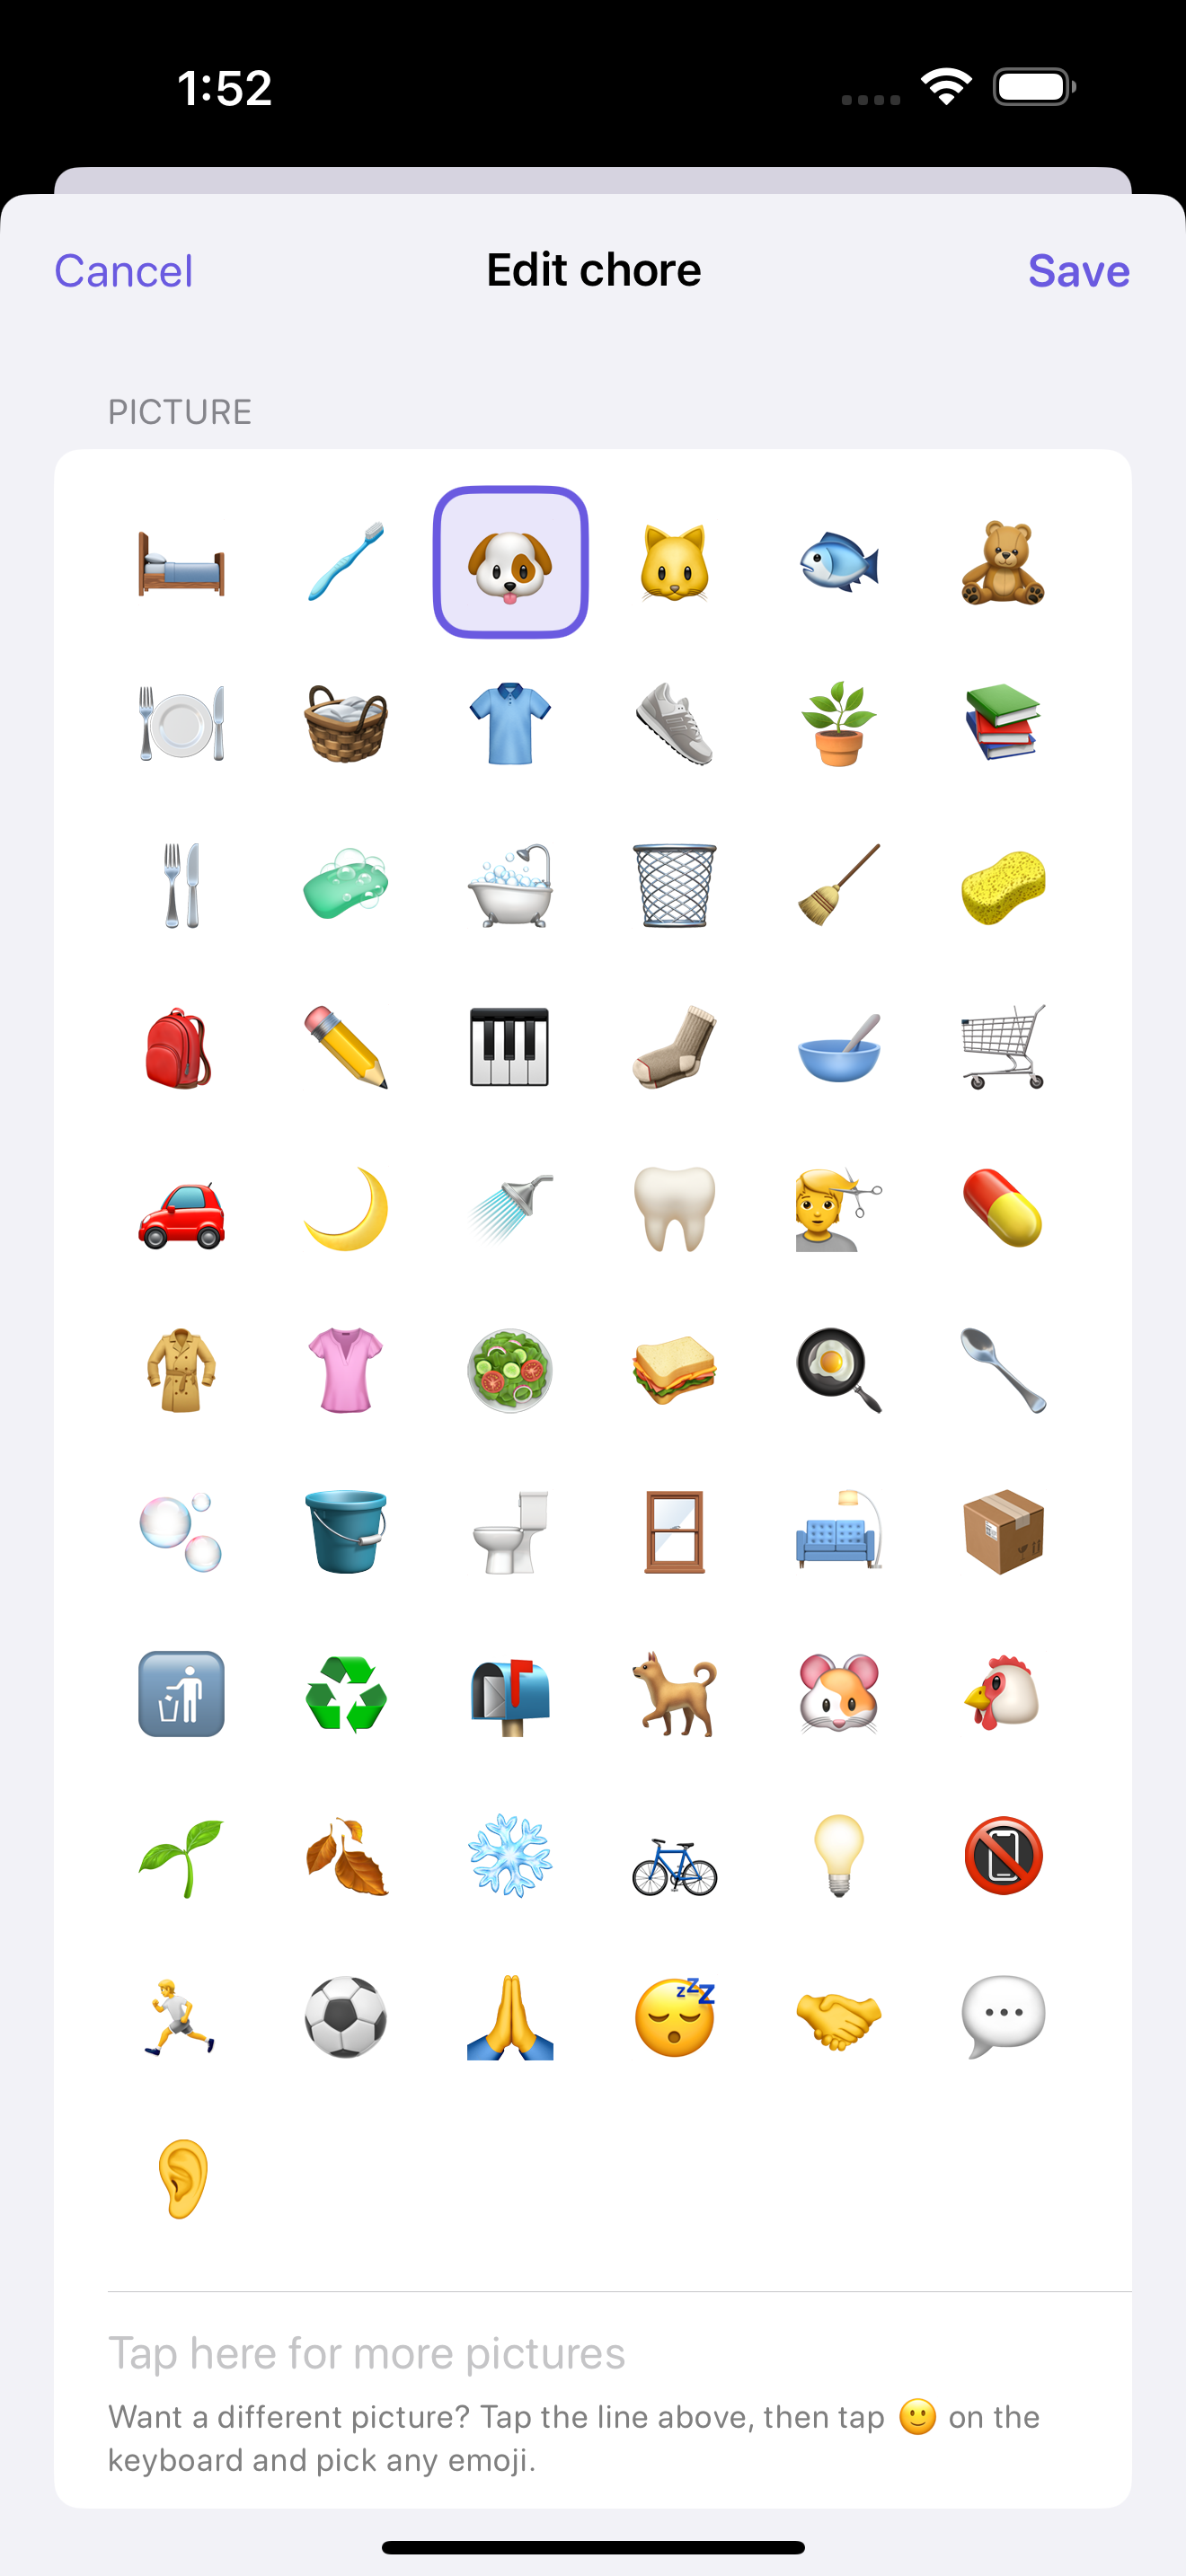 1:52
Cancel
Edit chore
Save
PICTURE
Tap here for more pictures
Want a different picture? Tap the line above, then tap 🙂 on the
keyboard and pick any emoji.